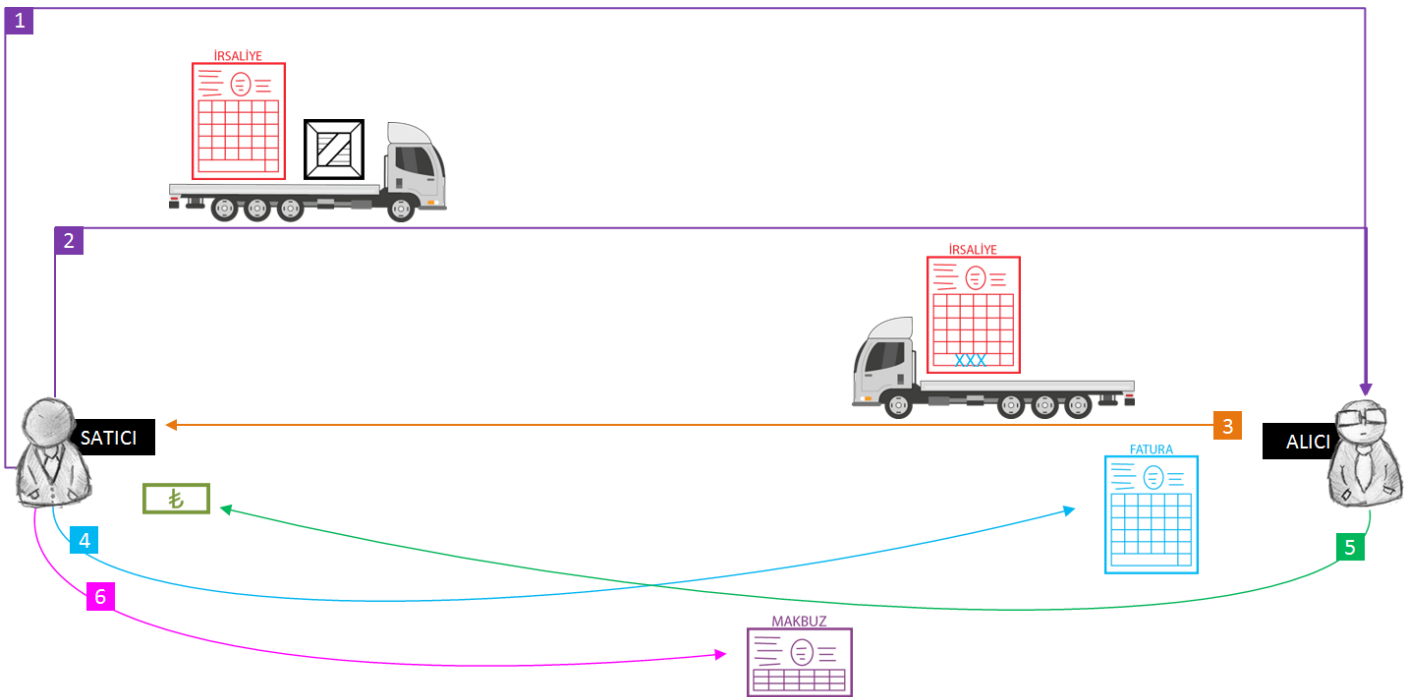 1
İRSALİYE
2
İRSALİYE
XXX
3
SATICI
ALICI
FATURA
₺
4
5
6
MAKBUZ